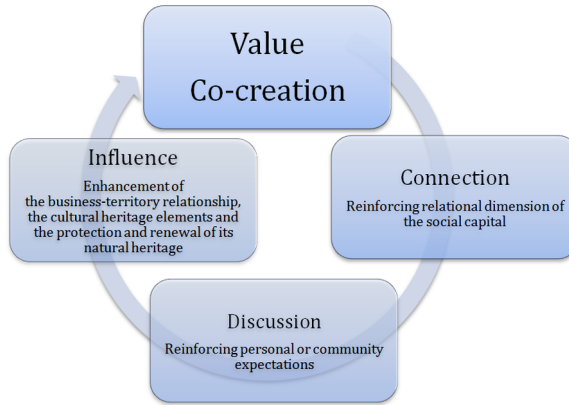 Value
Co-creation
Influence
Enhancement of
the business-territory relationship,
the cultural heritage elements and
the protection and renewal of its
natural heritage
Connection
Reinforcing relational dimension of
the social capital
Discussion
Reinforcing personal or community
expectations